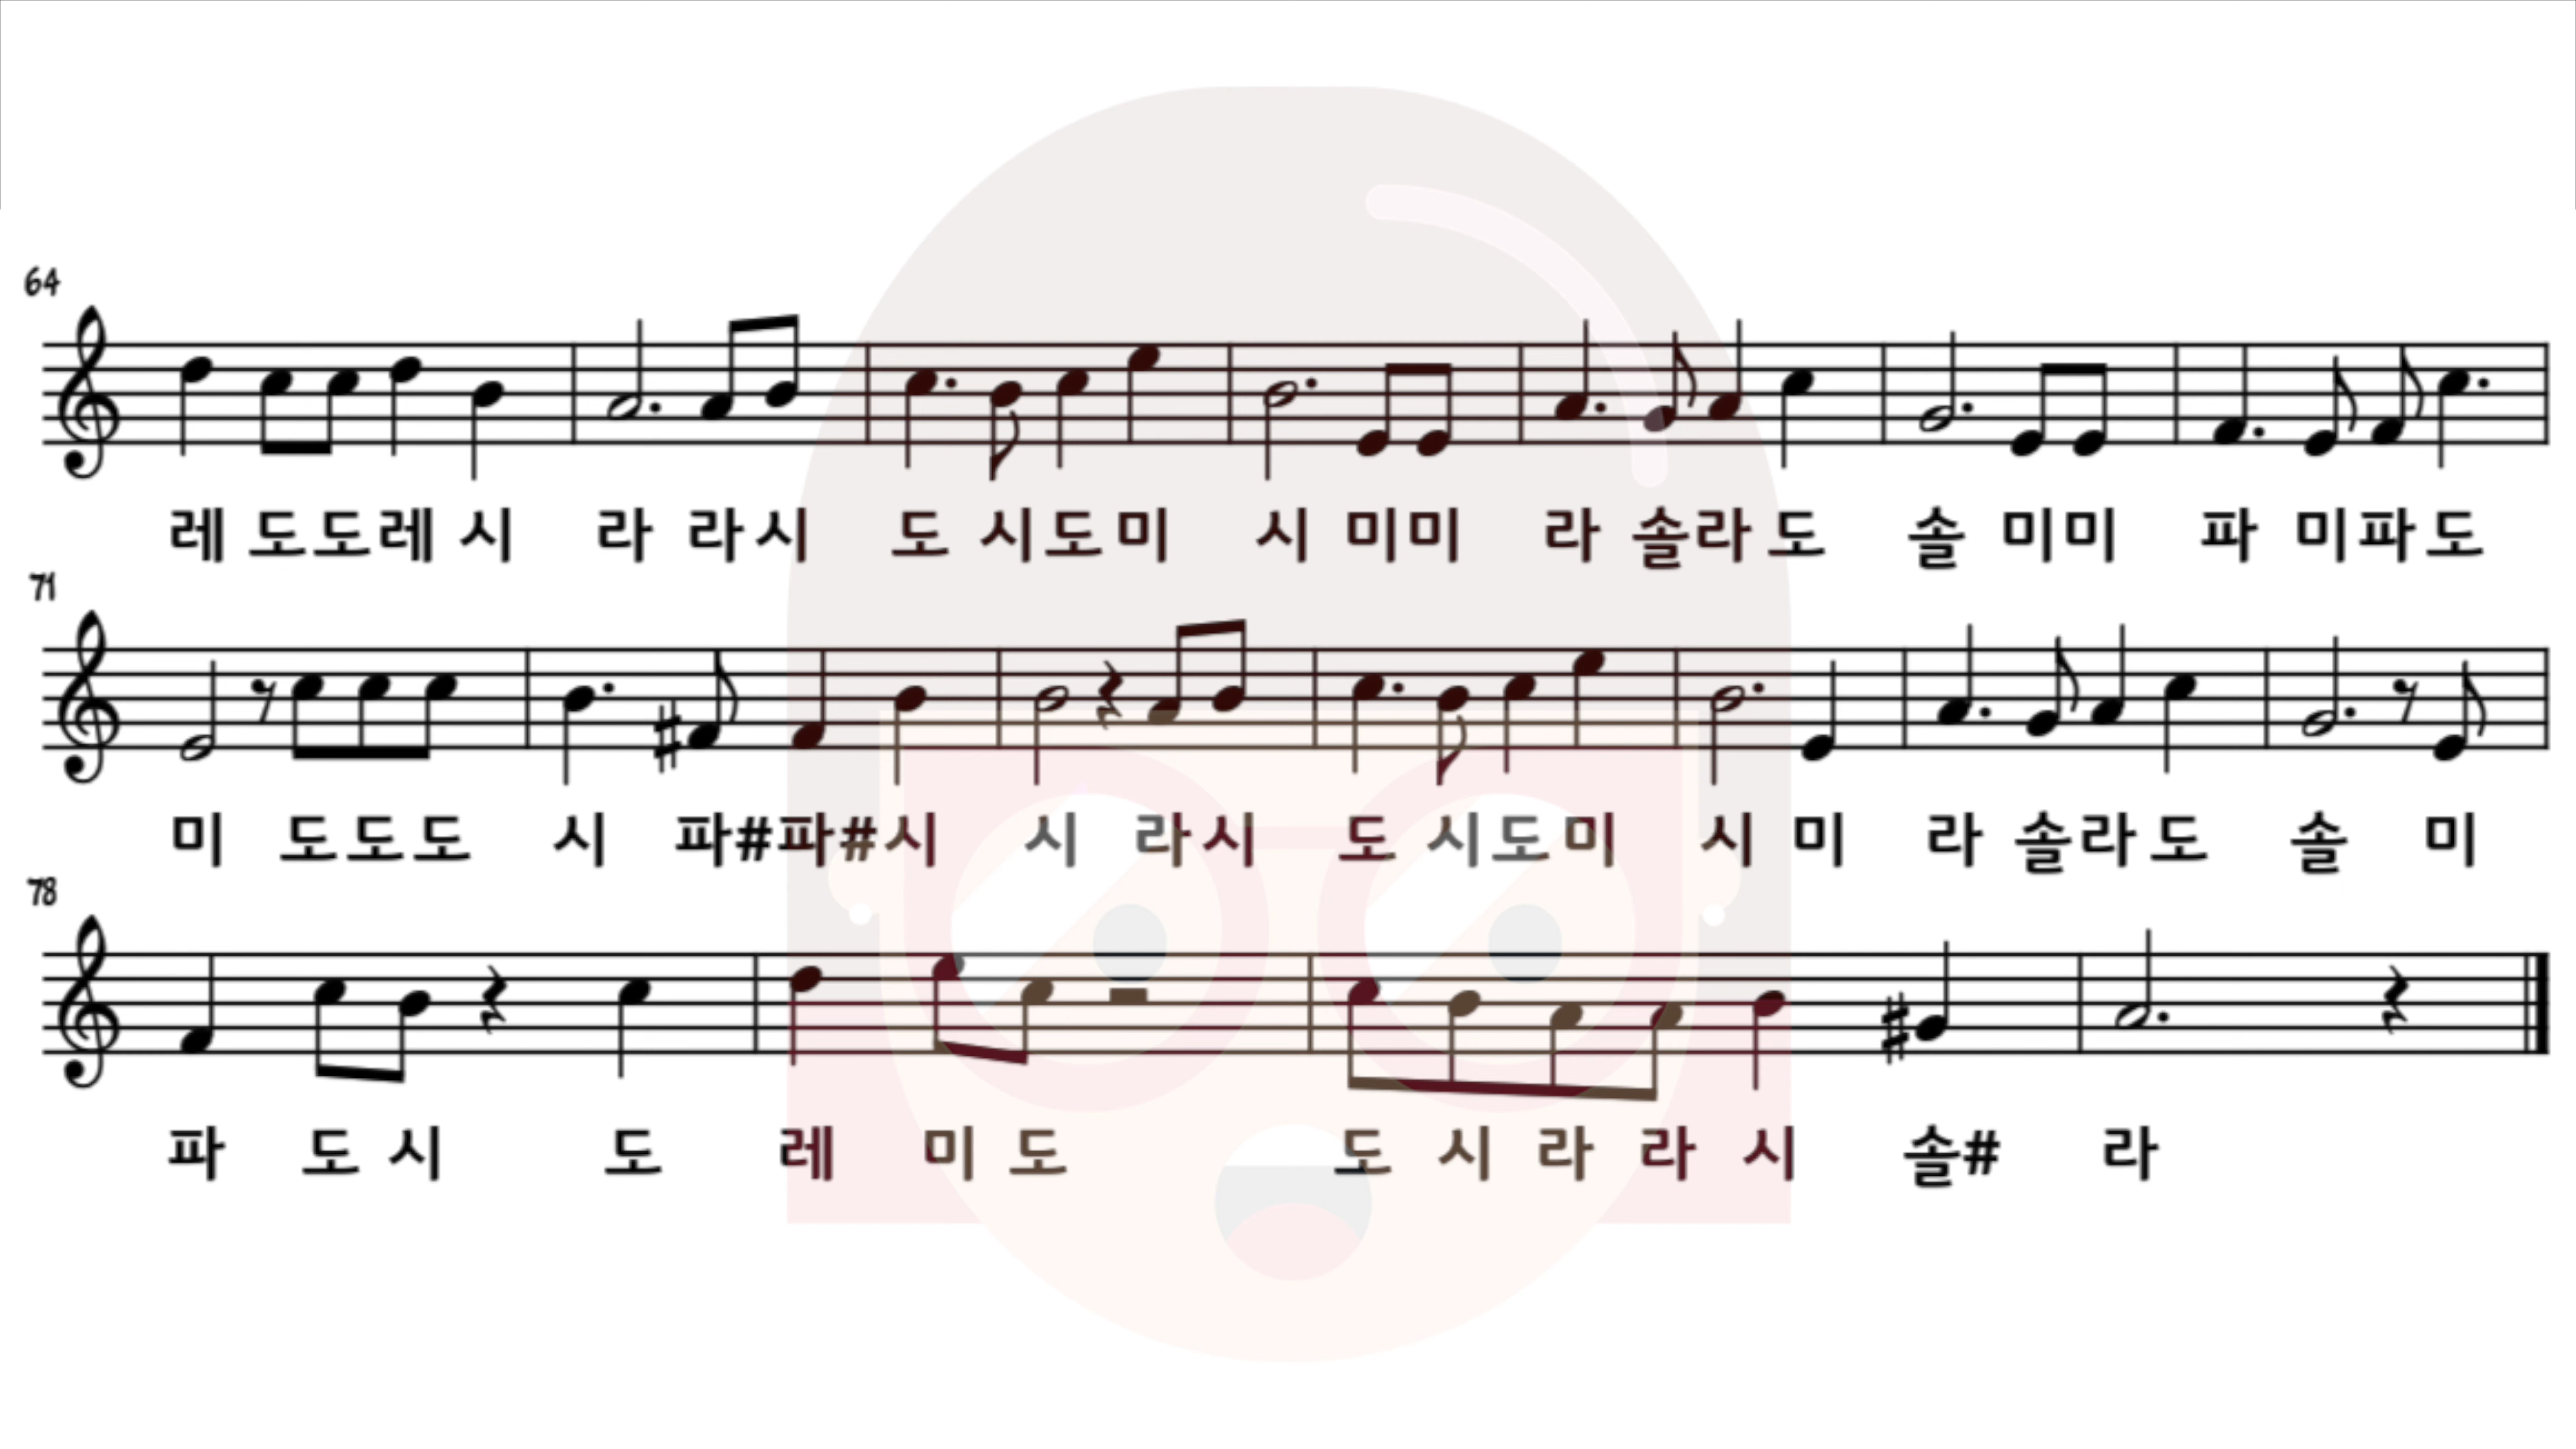 64
레 도도레 시 라 라시 도 시도미 시 미미 라 솔라도 솔 미미 파 미파도
71
미 도도도 시 파#파#시 시 라시 도 시도미 시 미 라 솔라도 솔 미
78
파 도시 도 레 미도 도 시 라 라 시 솔# 라